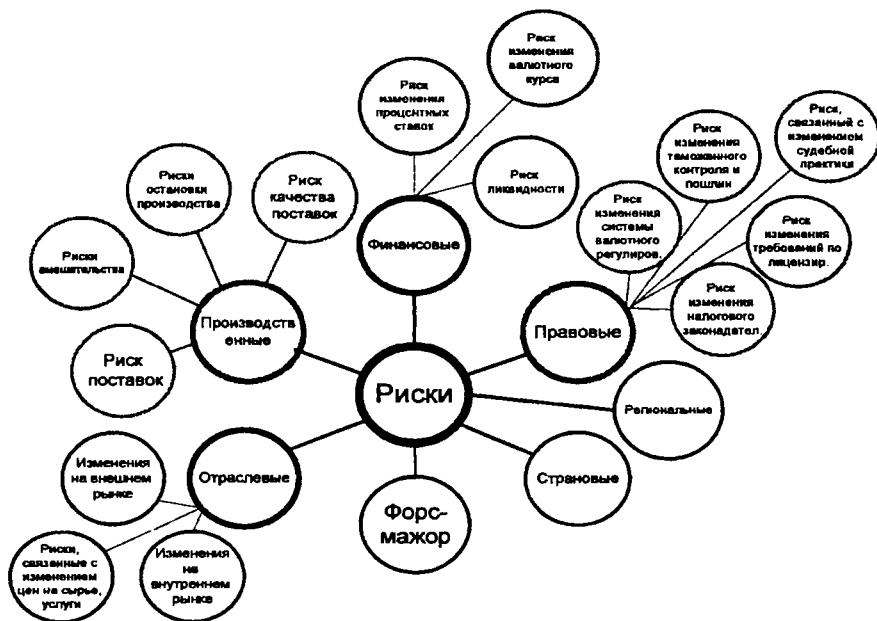 Риск
изменения
валютного
курса
Риск
изменения
процентных
ставок
Риск
ликвидности
Финансовые
Риск,
связанный с
изменением
судебной
практики
Риск
изменения
таможенного
контроля и
пошлин
Риск
изменения
системы
валютного
регулиров.
Риск
изменения
требований по
лицензир.
Риск
изменения
налогового
законадател.
Правовые
Риски
остановки
производства
Риск
качества
поставок
Риски
вмешательства
Производств
енные
Риск
поставок
Риски
Региональные
Страновые
Форс-
мажор
Отраслевые
Изменения
на внешнем
рынке
Риски,
связанные с
изменением
цен на сырье,
услуги
Изменения на
внутреннем
рынке